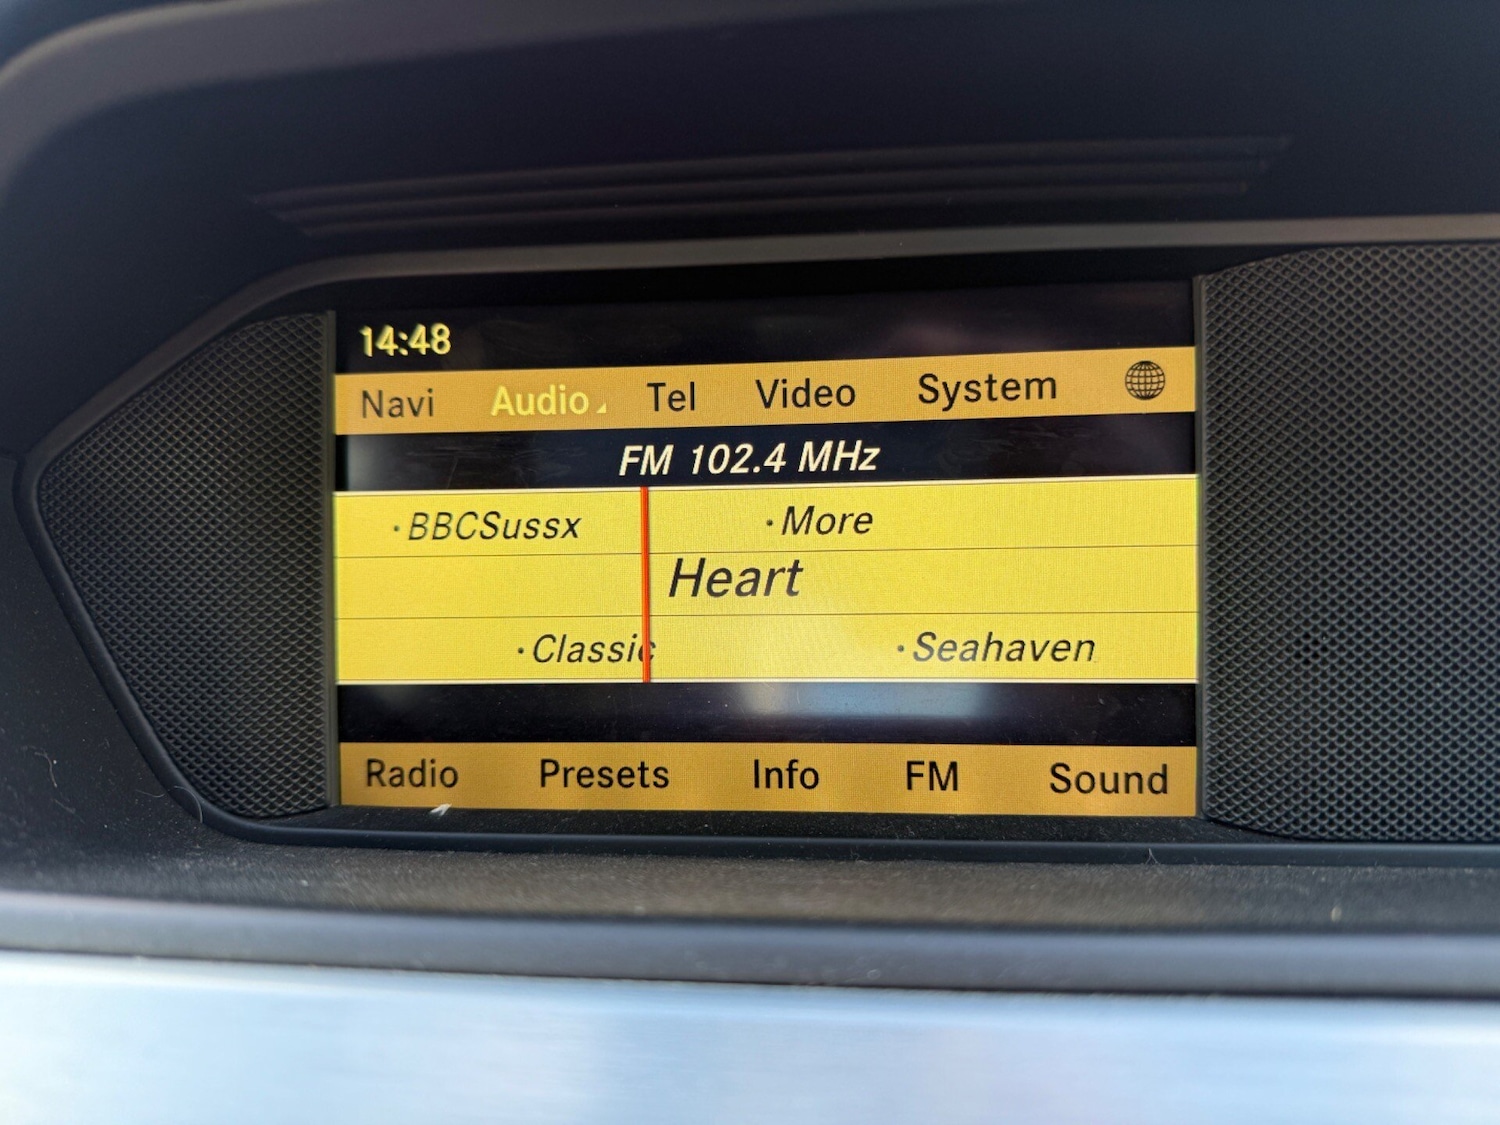 14:48
Navi Audio Tel Video System
FM 102.4 MHz
·BBCSussx ·More
Heart
·Classic ·Seahaven
Radio Presets Info FM Sound